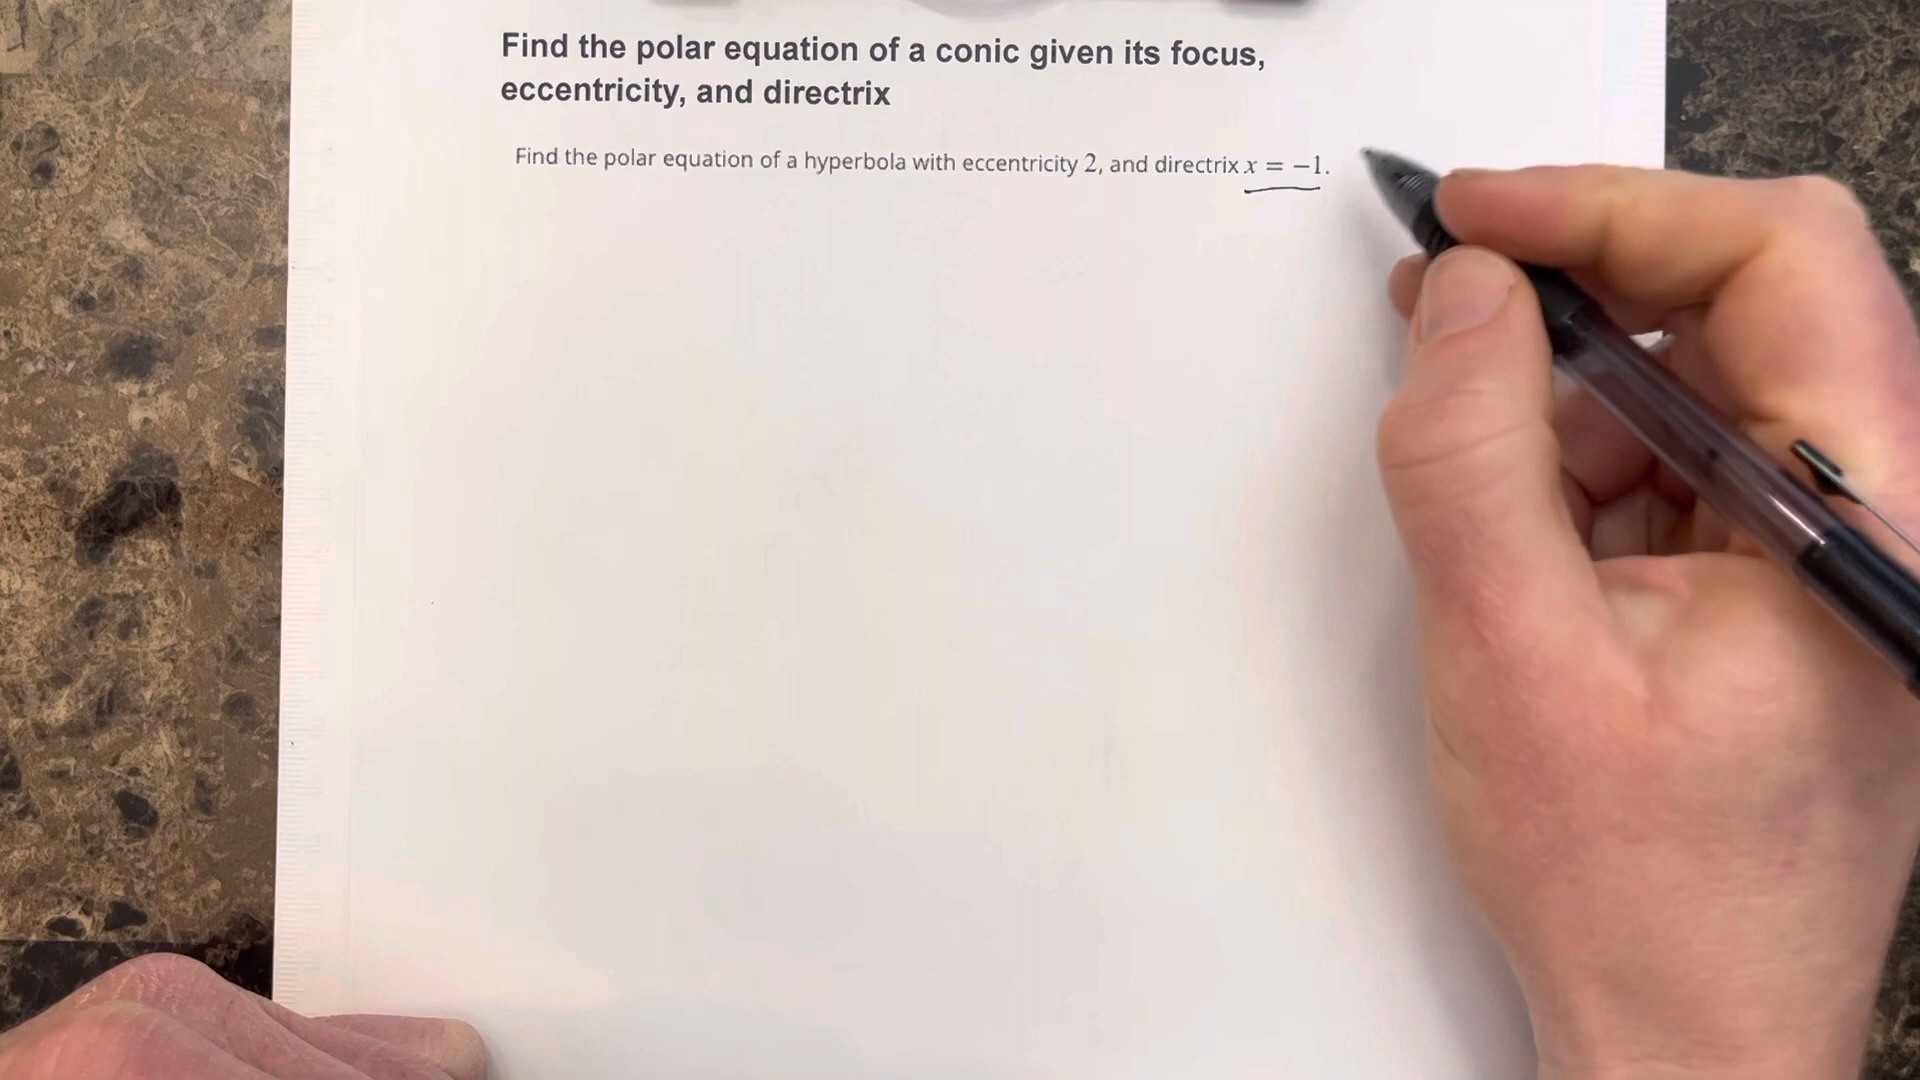 Find the polar equation of a conic given its focus,
eccentricity, and directrix
Find the polar equation of a hyperbola with eccentricity 2, and directrix x = −1.